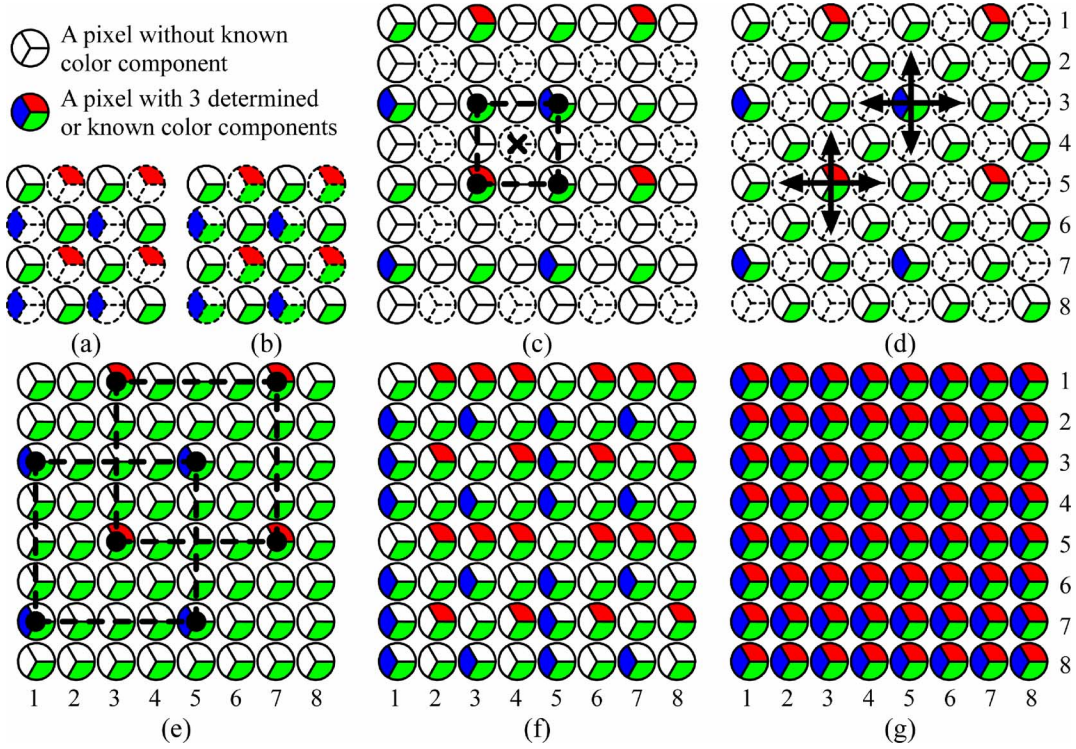 A pixel without known
color component
A pixel with 3 determined
or known color components
(a)
(b)
(c)
(d)
1
2
3
4
5
6
7
8
1 2 3 4 5 6 7 8
(e)
1 2 3 4 5 6 7 8
(f)
1 2 3 4 5 6 7 8
(g)
1
2
3
4
5
6
7
8